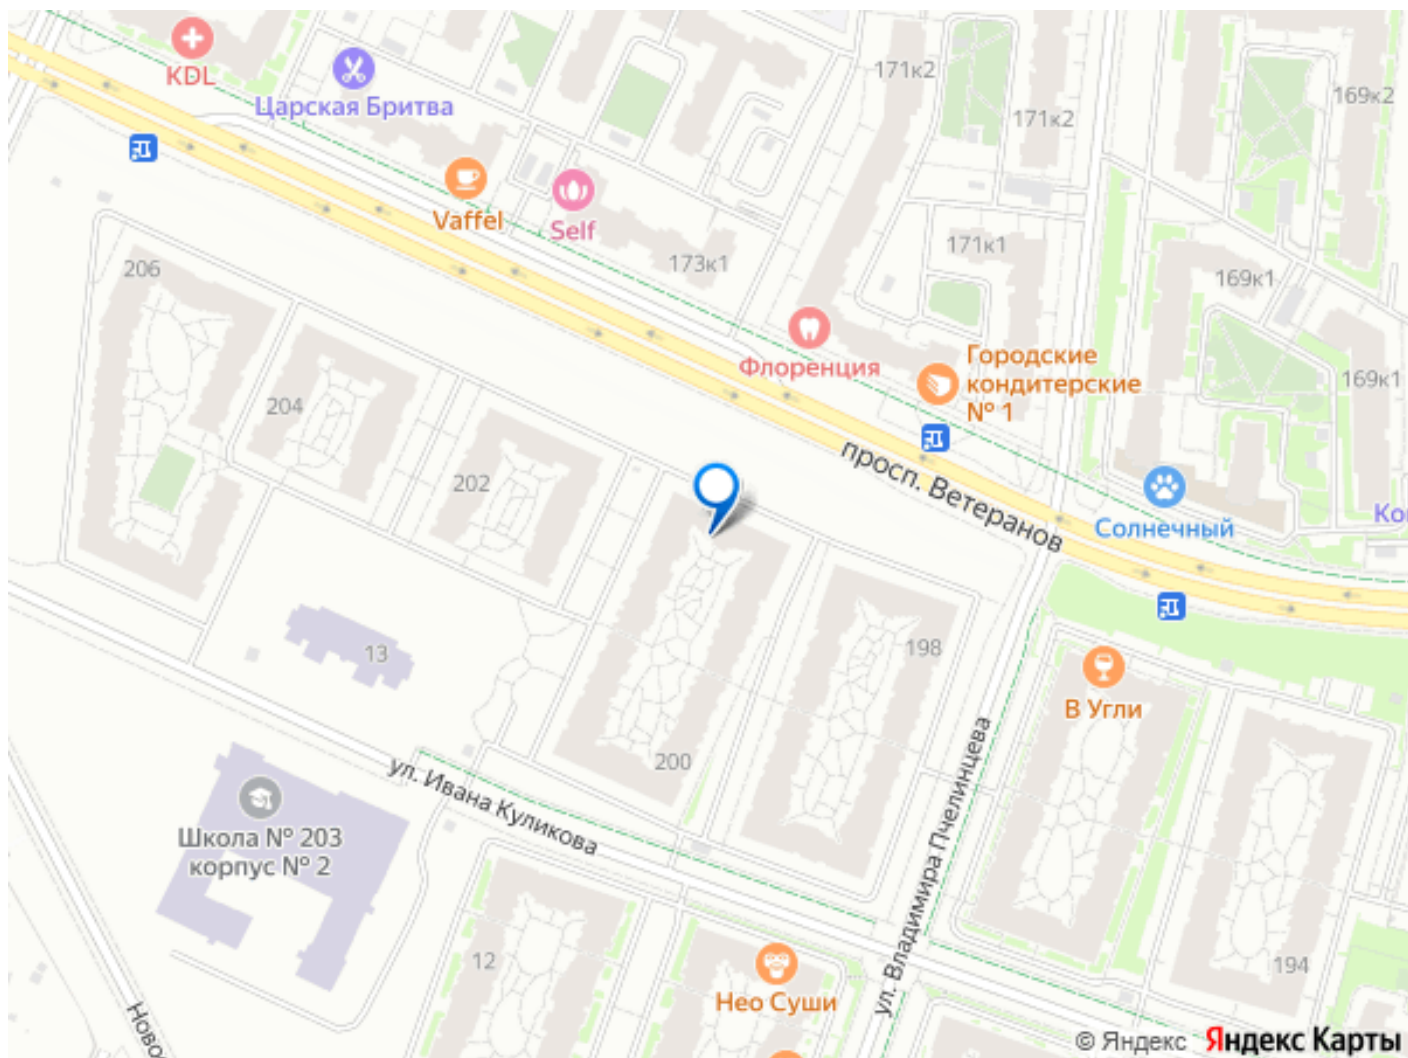 KDL
Царская Бритва
171к2
169к2
171к2
Vaffel
Self
173к1
171к1
169к1
206
Флоренция
Городские
кондитерские
№ 1
169к1
204
202
просп. Ветеранов
Солнечный
198
13
В Угли
200
ул. Ивана Куликова
ул. Владимира Пчелинцева
Школа № 203
корпус № 2
12
Нео Суши
194
© Яндекс Яндекс Карты